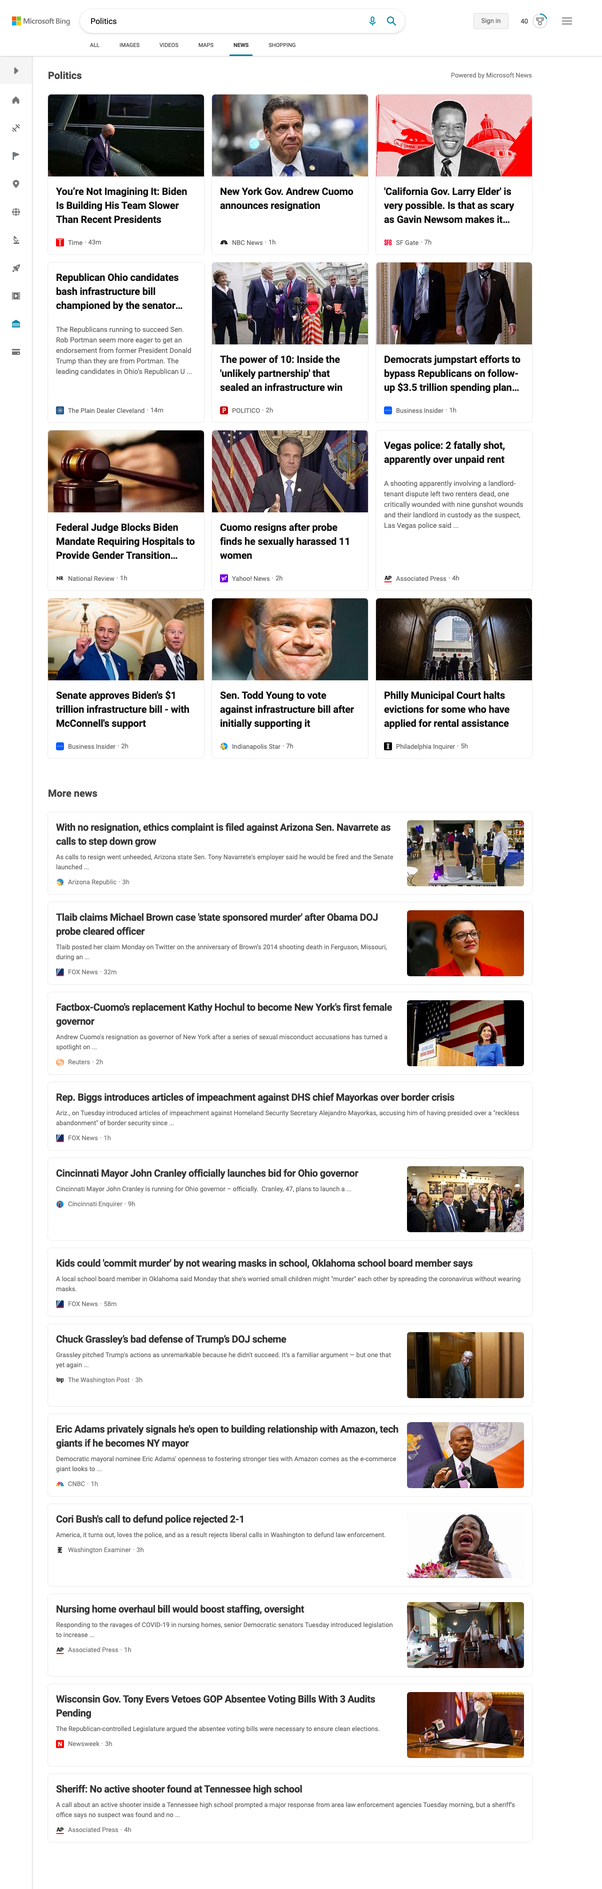 Microsoft Bing
Politics
Sign in
40
ALL IMAGES VIDEOS MAPS NEWS SHOPPING
Politics
Powered by Microsoft News
You're Not Imagining It: Biden
Is Building His Team Slower
Than Recent Presidents
Time · 43m
New York Gov. Andrew Cuomo
announces resignation
NBC News · 1h
'California Gov. Larry Elder' is
very possible. Is that as scary
as Gavin Newsom makes it...
SF Gate · 7h
Republican Ohio candidates
bash infrastructure bill
championed by the senator...
The Republicans running to succeed Sen.
Rob Portman seem more eager to get an
endorsement from former President Donald
Trump than they are from Portman. The
leading candidates in Ohio's Republican U ...
The Plain Dealer Cleveland · 14m
The power of 10: Inside the
'unlikely partnership' that
sealed an infrastructure win
POLITICO · 2h
Democrats jumpstart efforts to
bypass Republicans on follow-
up $3.5 trillion spending plan...
Business Insider · 1h
Federal Judge Blocks Biden
Mandate Requiring Hospitals to
Provide Gender Transition...
NR National Review · 1h
Cuomo resigns after probe
finds he sexually harassed 11
women
Yahoo! News · 2h
Vegas police: 2 fatally shot,
apparently over unpaid rent
A shooting apparently involving a landlord-
tenant dispute left two renters dead, one
critically wounded with nine gunshot wounds
and their landlord in custody as the suspect,
Las Vegas police said ...
AP Associated Press · 4h
Senate approves Biden's $1
trillion infrastructure bill - with
McConnell's support
Business Insider · 2h
Sen. Todd Young to vote
against infrastructure bill after
initially supporting it
Indianapolis Star · 7h
Philly Municipal Court halts
evictions for some who have
applied for rental assistance
Philadelphia Inquirer · 5h
More news
With no resignation, ethics complaint is filed against Arizona Sen. Navarrete as
calls to step down grow
As calls to resign went unheeded, Arizona state Sen. Tony Navarrete's employer said he would be fired and the Senate
launched ...
Arizona Republic · 3h
Tlaib claims Michael Brown case 'state sponsored murder' after Obama DOJ
probe cleared officer
Tlaib posted her claim Monday on Twitter on the anniversary of Brown's 2014 shooting death in Ferguson, Missouri,
during an ...
FOX News · 32m
Factbox-Cuomo's replacement Kathy Hochul to become New York's first female
governor
Andrew Cuomo's resignation as governor of New York after a series of sexual misconduct accusations has turned a
spotlight on ...
Reuters · 2h
Rep. Biggs introduces articles of impeachment against DHS chief Mayorkas over border crisis
Ariz., on Tuesday introduced articles of impeachment against Homeland Security Secretary Alejandro Mayorkas, accusing him of having presided over a "reckless
abandonment" of border security since ...
FOX News · 1h
Cincinnati Mayor John Cranley officially launches bid for Ohio governor
Cincinnati Mayor John Cranley is running for Ohio governor – officially. Cranley, 47, plans to launch a ...
Cincinnati Enquirer · 9h
Kids could 'commit murder' by not wearing masks in school, Oklahoma school board member says
A local school board member in Oklahoma said Monday that she's worried small children might "murder" each other by spreading the coronavirus without wearing
masks.
FOX News · 58m
Chuck Grassley's bad defense of Trump's DOJ scheme
Grassley pitched Trump's actions as unremarkable because he didn't succeed. It's a familiar argument — but one that
yet again ...
wp The Washington Post · 3h
Eric Adams privately signals he's open to building relationship with Amazon, tech
giants if he becomes NY mayor
Democratic mayoral nominee Eric Adams' openness to fostering stronger ties with Amazon comes as the e-commerce
giant looks to ...
CNBC · 1h
Cori Bush's call to defund police rejected 2-1
America, it turns out, loves the police, and as a result rejects liberal calls in Washington to defund law enforcement.
Washington Examiner · 3h
Nursing home overhaul bill would boost staffing, oversight
Responding to the ravages of COVID-19 in nursing homes, senior Democratic senators Tuesday introduced legislation
to increase ...
AP Associated Press · 1h
Wisconsin Gov. Tony Evers Vetoes GOP Absentee Voting Bills With 3 Audits
Pending
The Republican-controlled Legislature argued the absentee voting bills were necessary to ensure clean elections.
N Newsweek · 3h
Sheriff: No active shooter found at Tennessee high school
A call about an active shooter inside a Tennessee high school prompted a major response from area law enforcement agencies Tuesday morning, but a sheriff's
office says no suspect was found and no ...
AP Associated Press · 4h